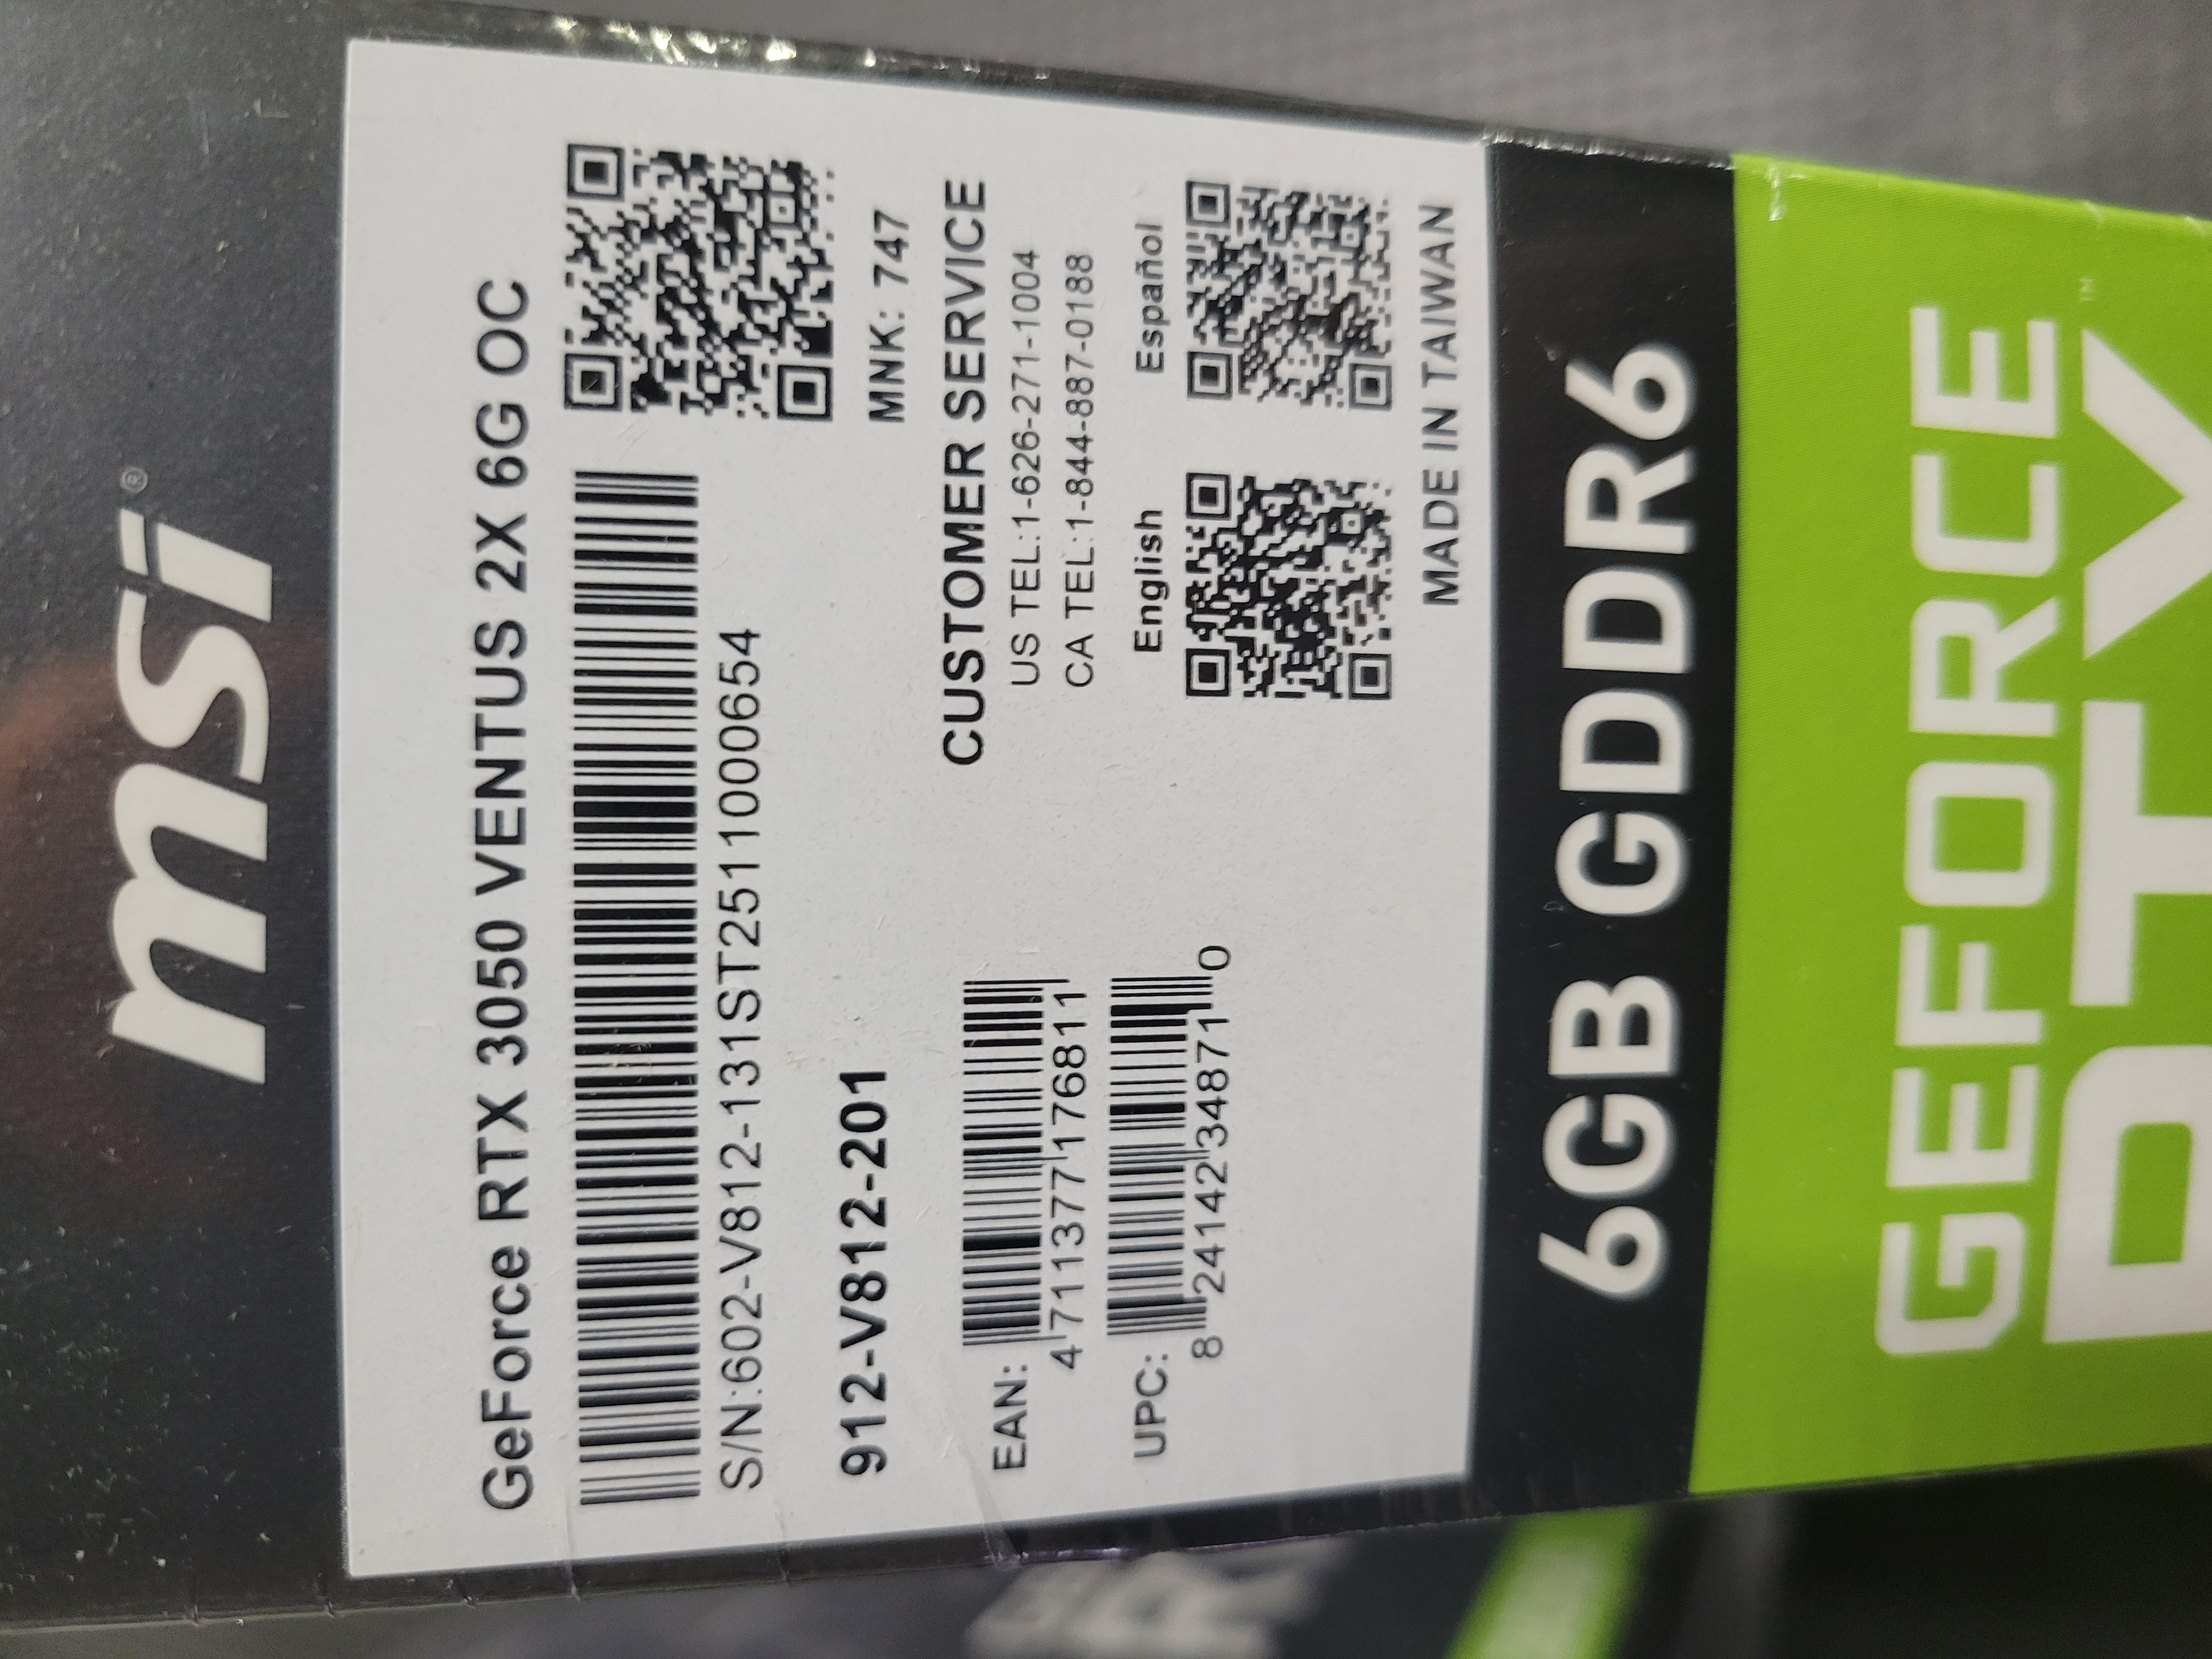 msi®
GeForce RTX 3050 VENTUS 2X 6G OC
S/N:602-V812-131ST2511000654
912-V812-201
MNK: 747
EAN:
4 711377 176811
UPC:
8 24142 34871 0
CUSTOMER SERVICE
US TEL:1-626-271-1004
CA TEL:1-844-887-0188
English Español
MADE IN TAIWAN
6GB GDDR6
GEFORCE
RTX™